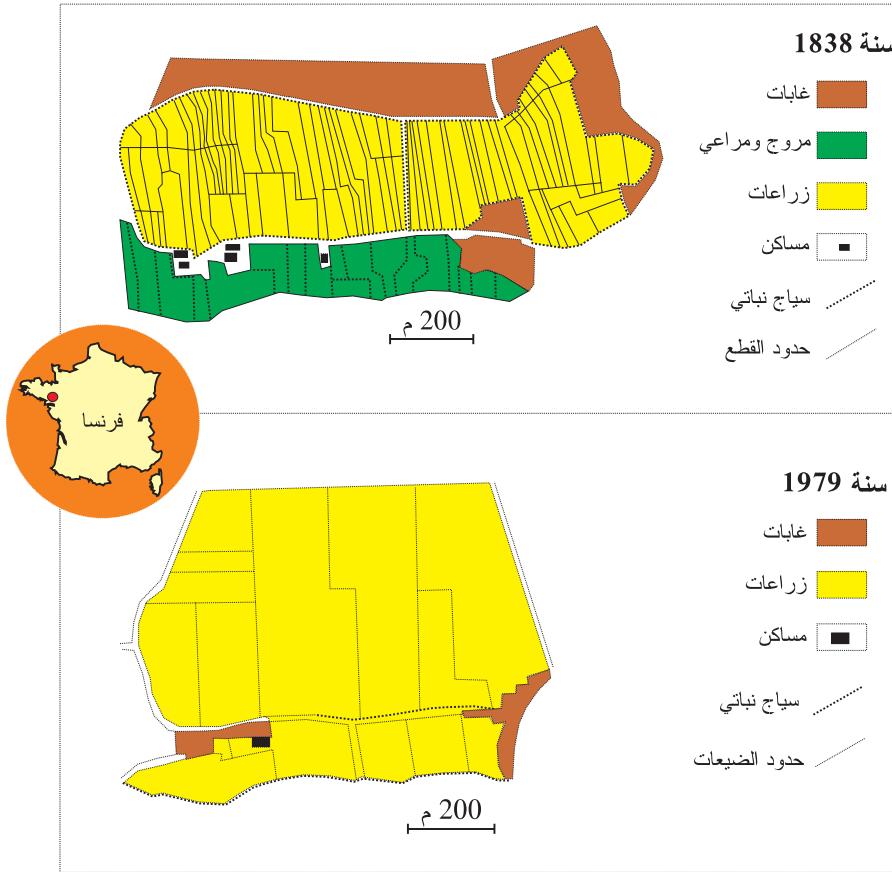 سنة 1838
غابات
مروج ومراعي
زراعات
مساكن
سياج نباتي
حدود القطع
200 م
فرنسا
سنة 1979
غابات
زراعات
مساكن
سياج نباتي
حدود الضيعات
200 م